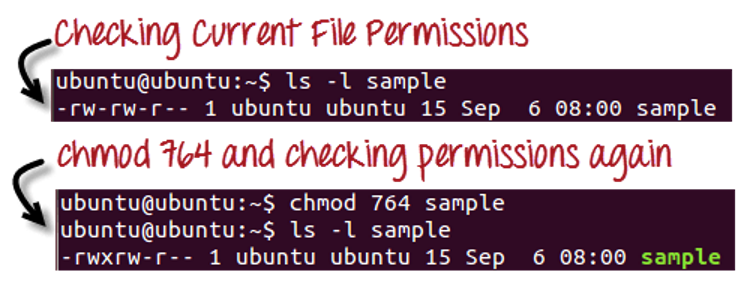 Checking Current File Permissions
ubuntu@ubuntu:~$ ls -l sample
-rw-rw-r-- 1 ubuntu ubuntu 15 Sep  6 08:00 sample
chmod 764 and checking permissions again
ubuntu@ubuntu:~$ chmod 764 sample
ubuntu@ubuntu:~$ ls -l sample
-rwxrw-r-- 1 ubuntu ubuntu 15 Sep  6 08:00 sample